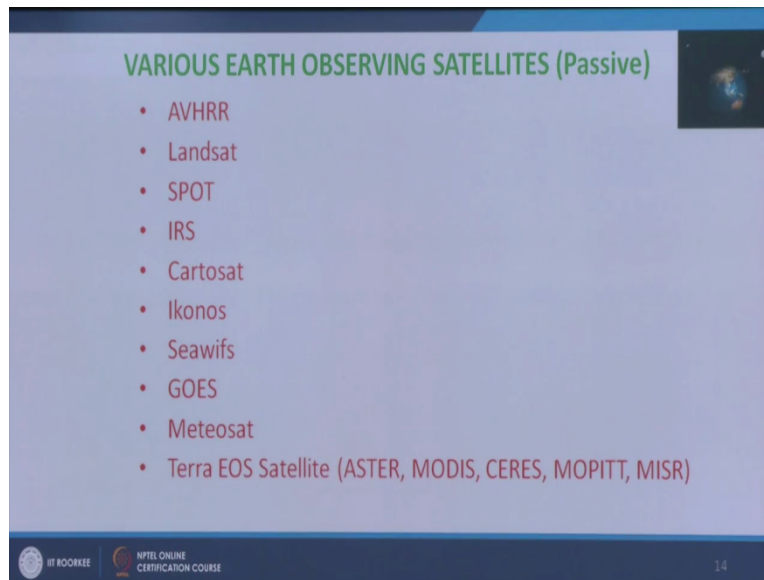 VARIOUS EARTH OBSERVING SATELLITES (Passive)
• AVHRR
• Landsat
• SPOT
• IRS
• Cartosat
• Ikonos
• Seawifs
• GOES
• Meteosat
• Terra EOS Satellite (ASTER, MODIS, CERES, MOPITT, MISR)
IIT ROORKEE
NPTEL ONLINE
CERTIFICATION COURSE
14